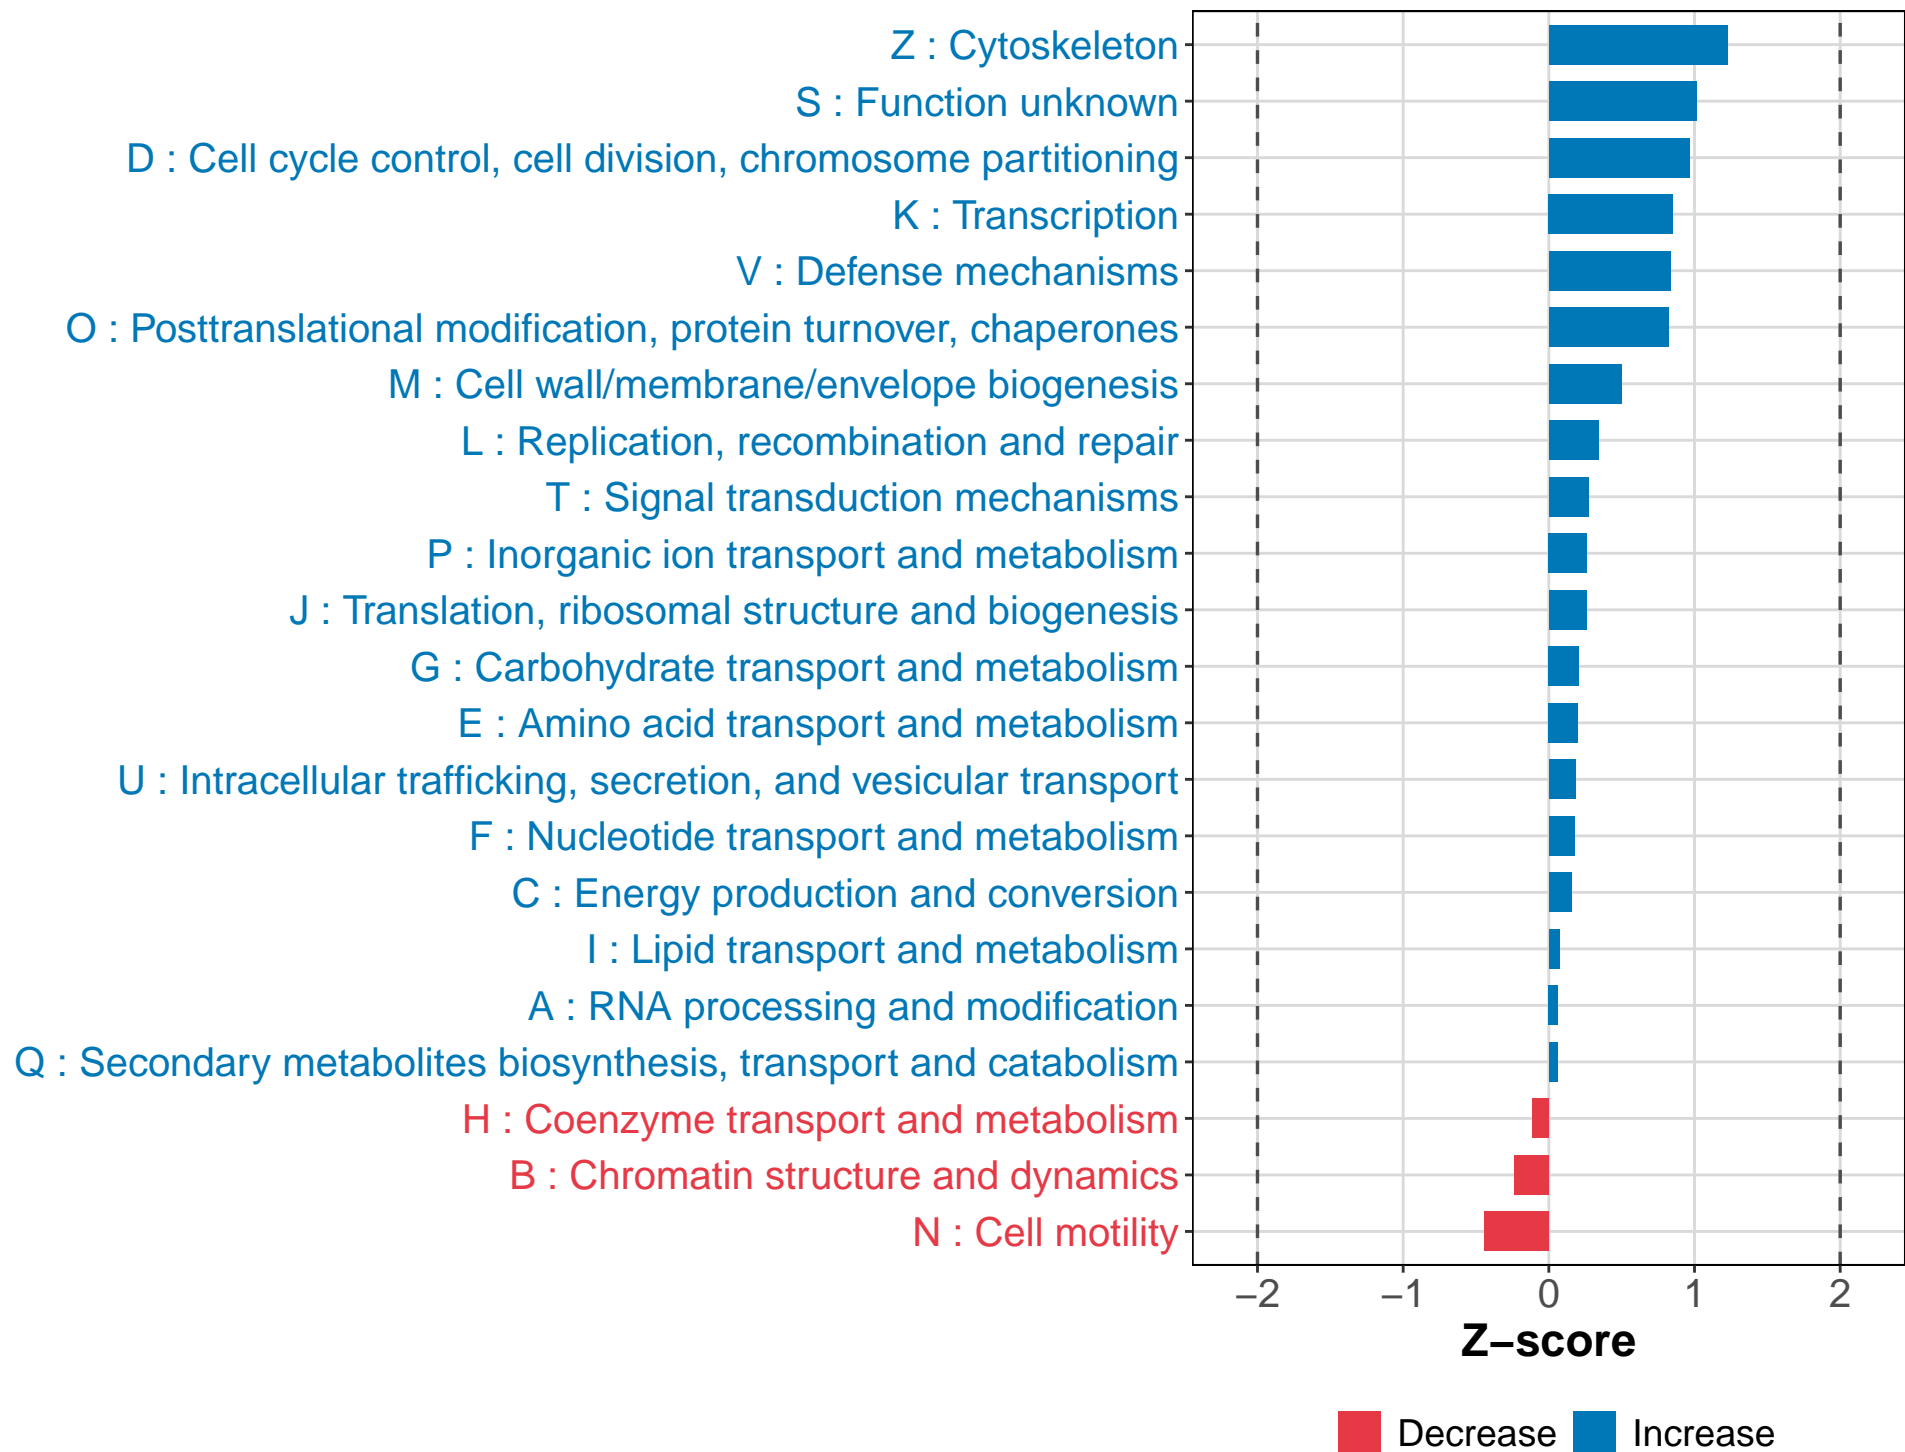 Z : Cytoskeleton
S : Function unknown
D : Cell cycle control, cell division, chromosome partitioning
K : Transcription
V : Defense mechanisms
O : Posttranslational modification, protein turnover, chaperones
M : Cell wall/membrane/envelope biogenesis
L : Replication, recombination and repair
T : Signal transduction mechanisms
P : Inorganic ion transport and metabolism
J : Translation, ribosomal structure and biogenesis
G : Carbohydrate transport and metabolism
E : Amino acid transport and metabolism
U : Intracellular trafficking, secretion, and vesicular transport
F : Nucleotide transport and metabolism
C : Energy production and conversion
I : Lipid transport and metabolism
A : RNA processing and modification
Q : Secondary metabolites biosynthesis, transport and catabolism
H : Coenzyme transport and metabolism
B : Chromatin structure and dynamics
N : Cell motility
−2 −1 0 1 2
Z−score
Decrease Increase